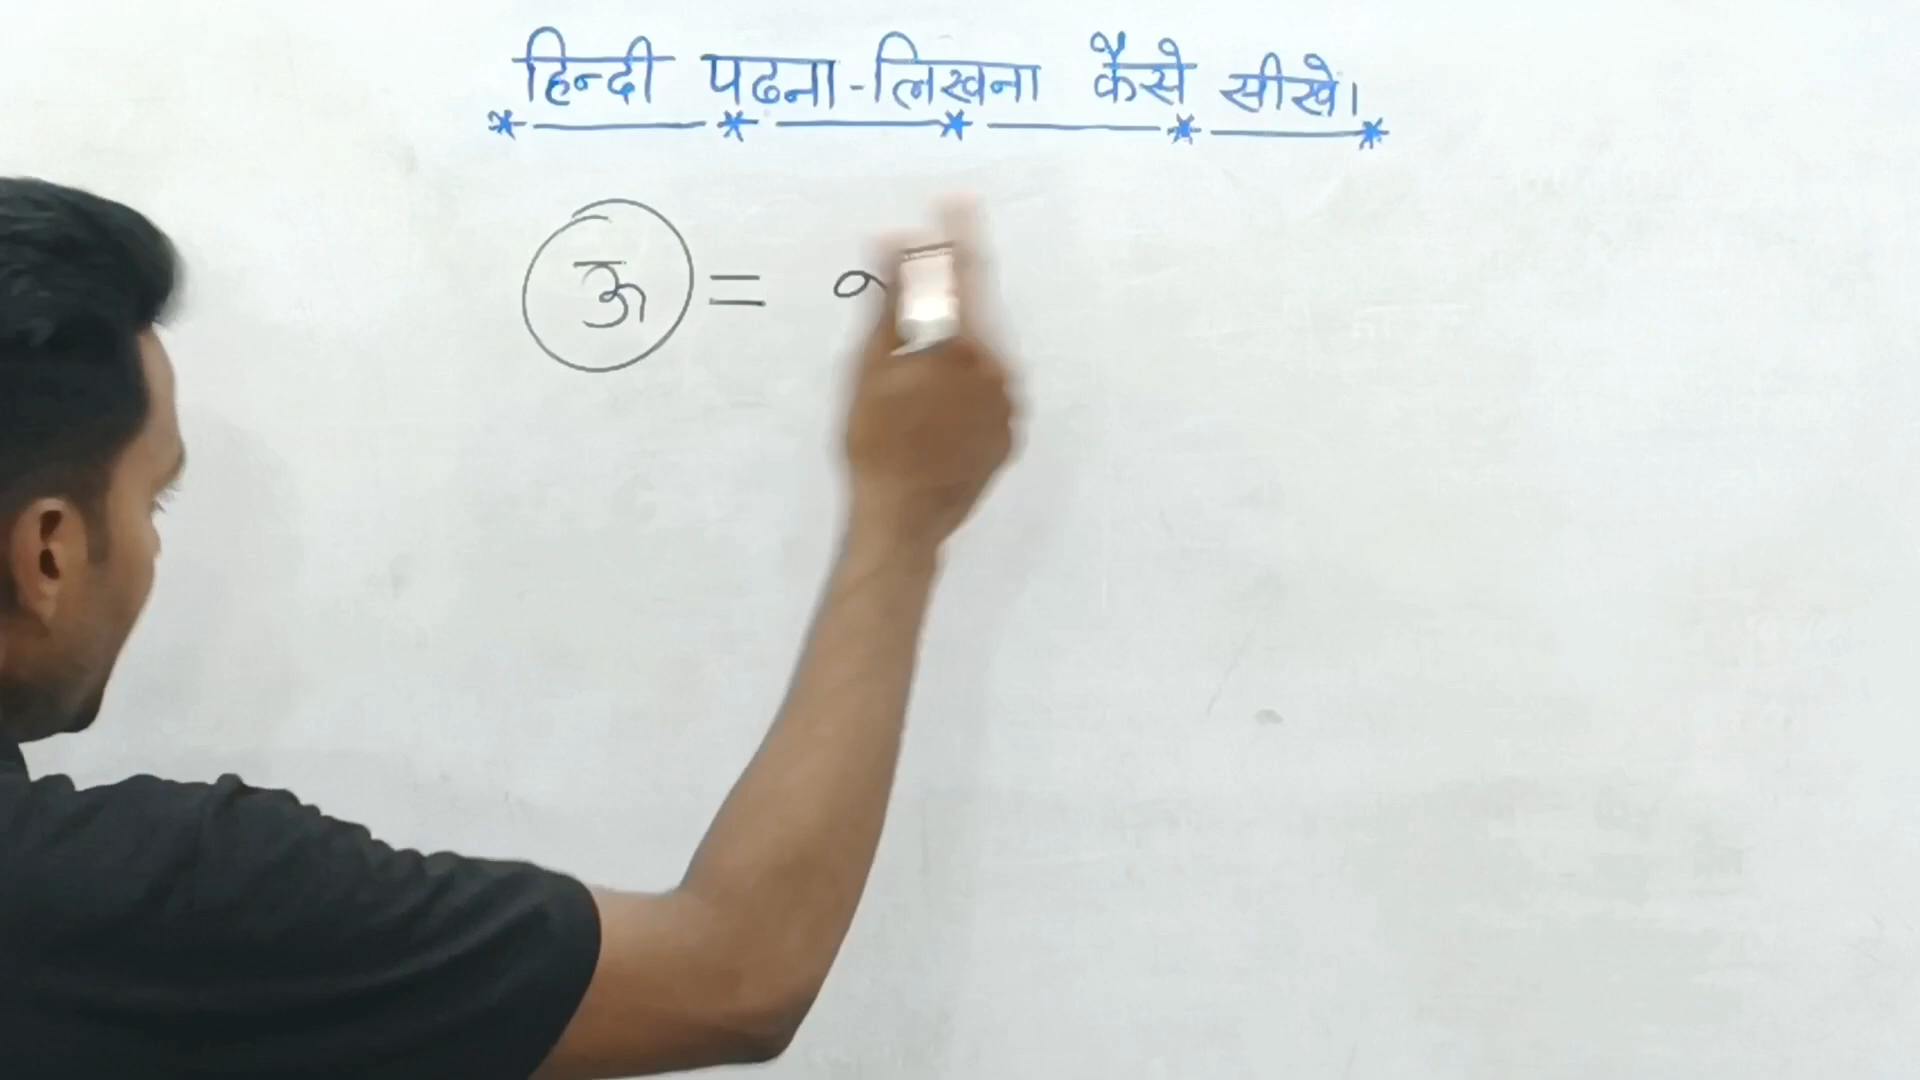 हिन्दी पढना-लिखना कैसे सीखे।
ऊ =